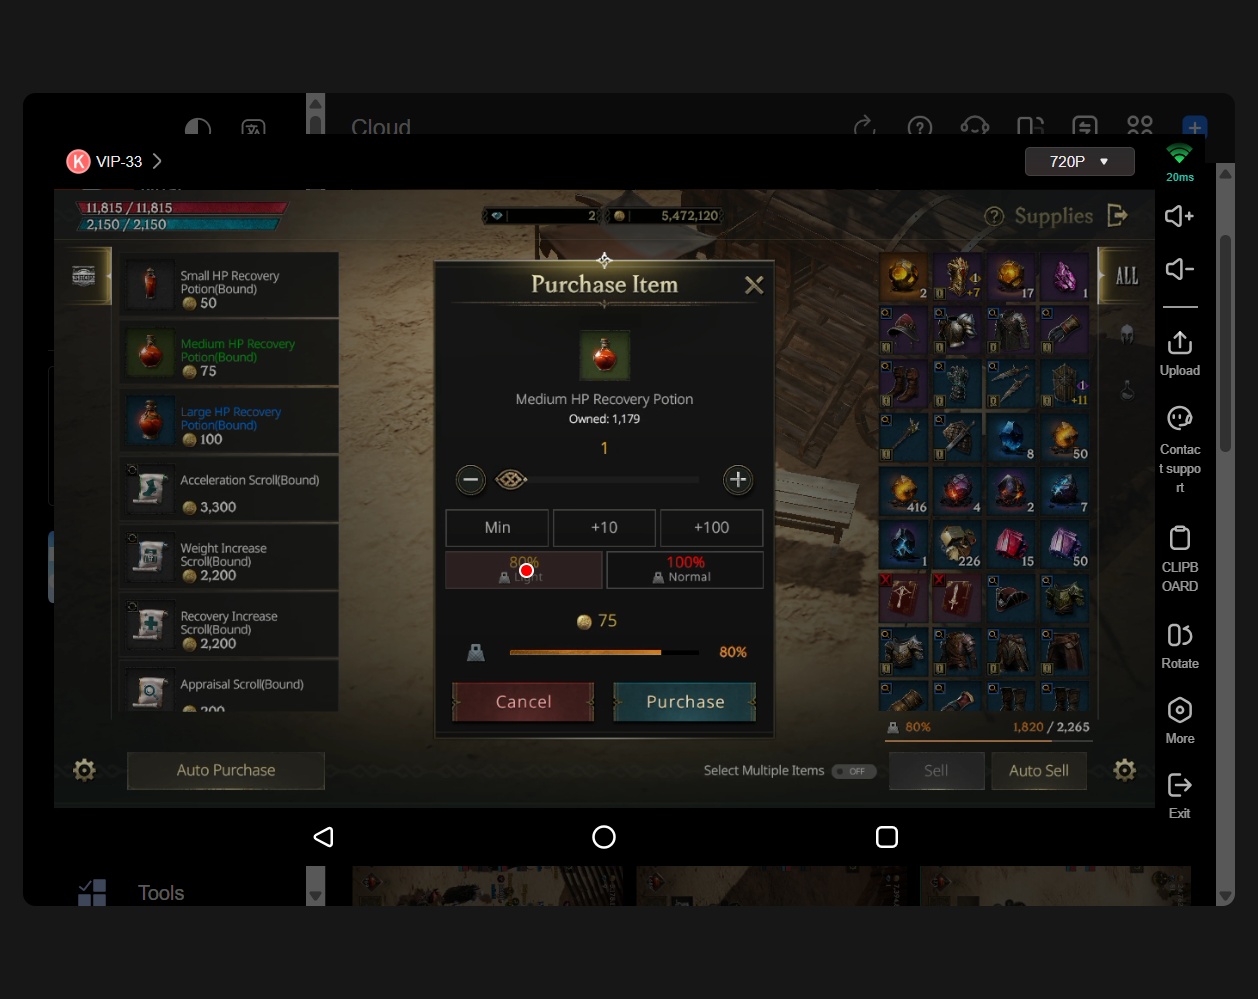 Cloud
K VIP-33
720P
20ms
11,815 / 11,815
2,150 / 2,150
2
5,472,120
Supplies
Small HP Recovery
Potion(Bound)
50
Medium HP Recovery
Potion(Bound)
75
Large HP Recovery
Potion(Bound)
100
Acceleration Scroll(Bound)
3,300
Weight Increase
Scroll(Bound)
2,200
Recovery Increase
Scroll(Bound)
2,200
Appraisal Scroll(Bound)
Auto Purchase
Purchase Item
Medium HP Recovery Potion
Owned: 1,179
1
Min
+10
+100
80%
Light
100%
Normal
75
80%
Cancel
Purchase
ALL
2
1
+7
17
1
1
+11
8
50
416
4
2
7
1
226
15
50
80%
1,820 / 2,265
Select Multiple Items
OFF
Sell
Auto Sell
Upload
Contac
t suppo
rt
CLIPB
OARD
Rotate
More
Exit
Tools